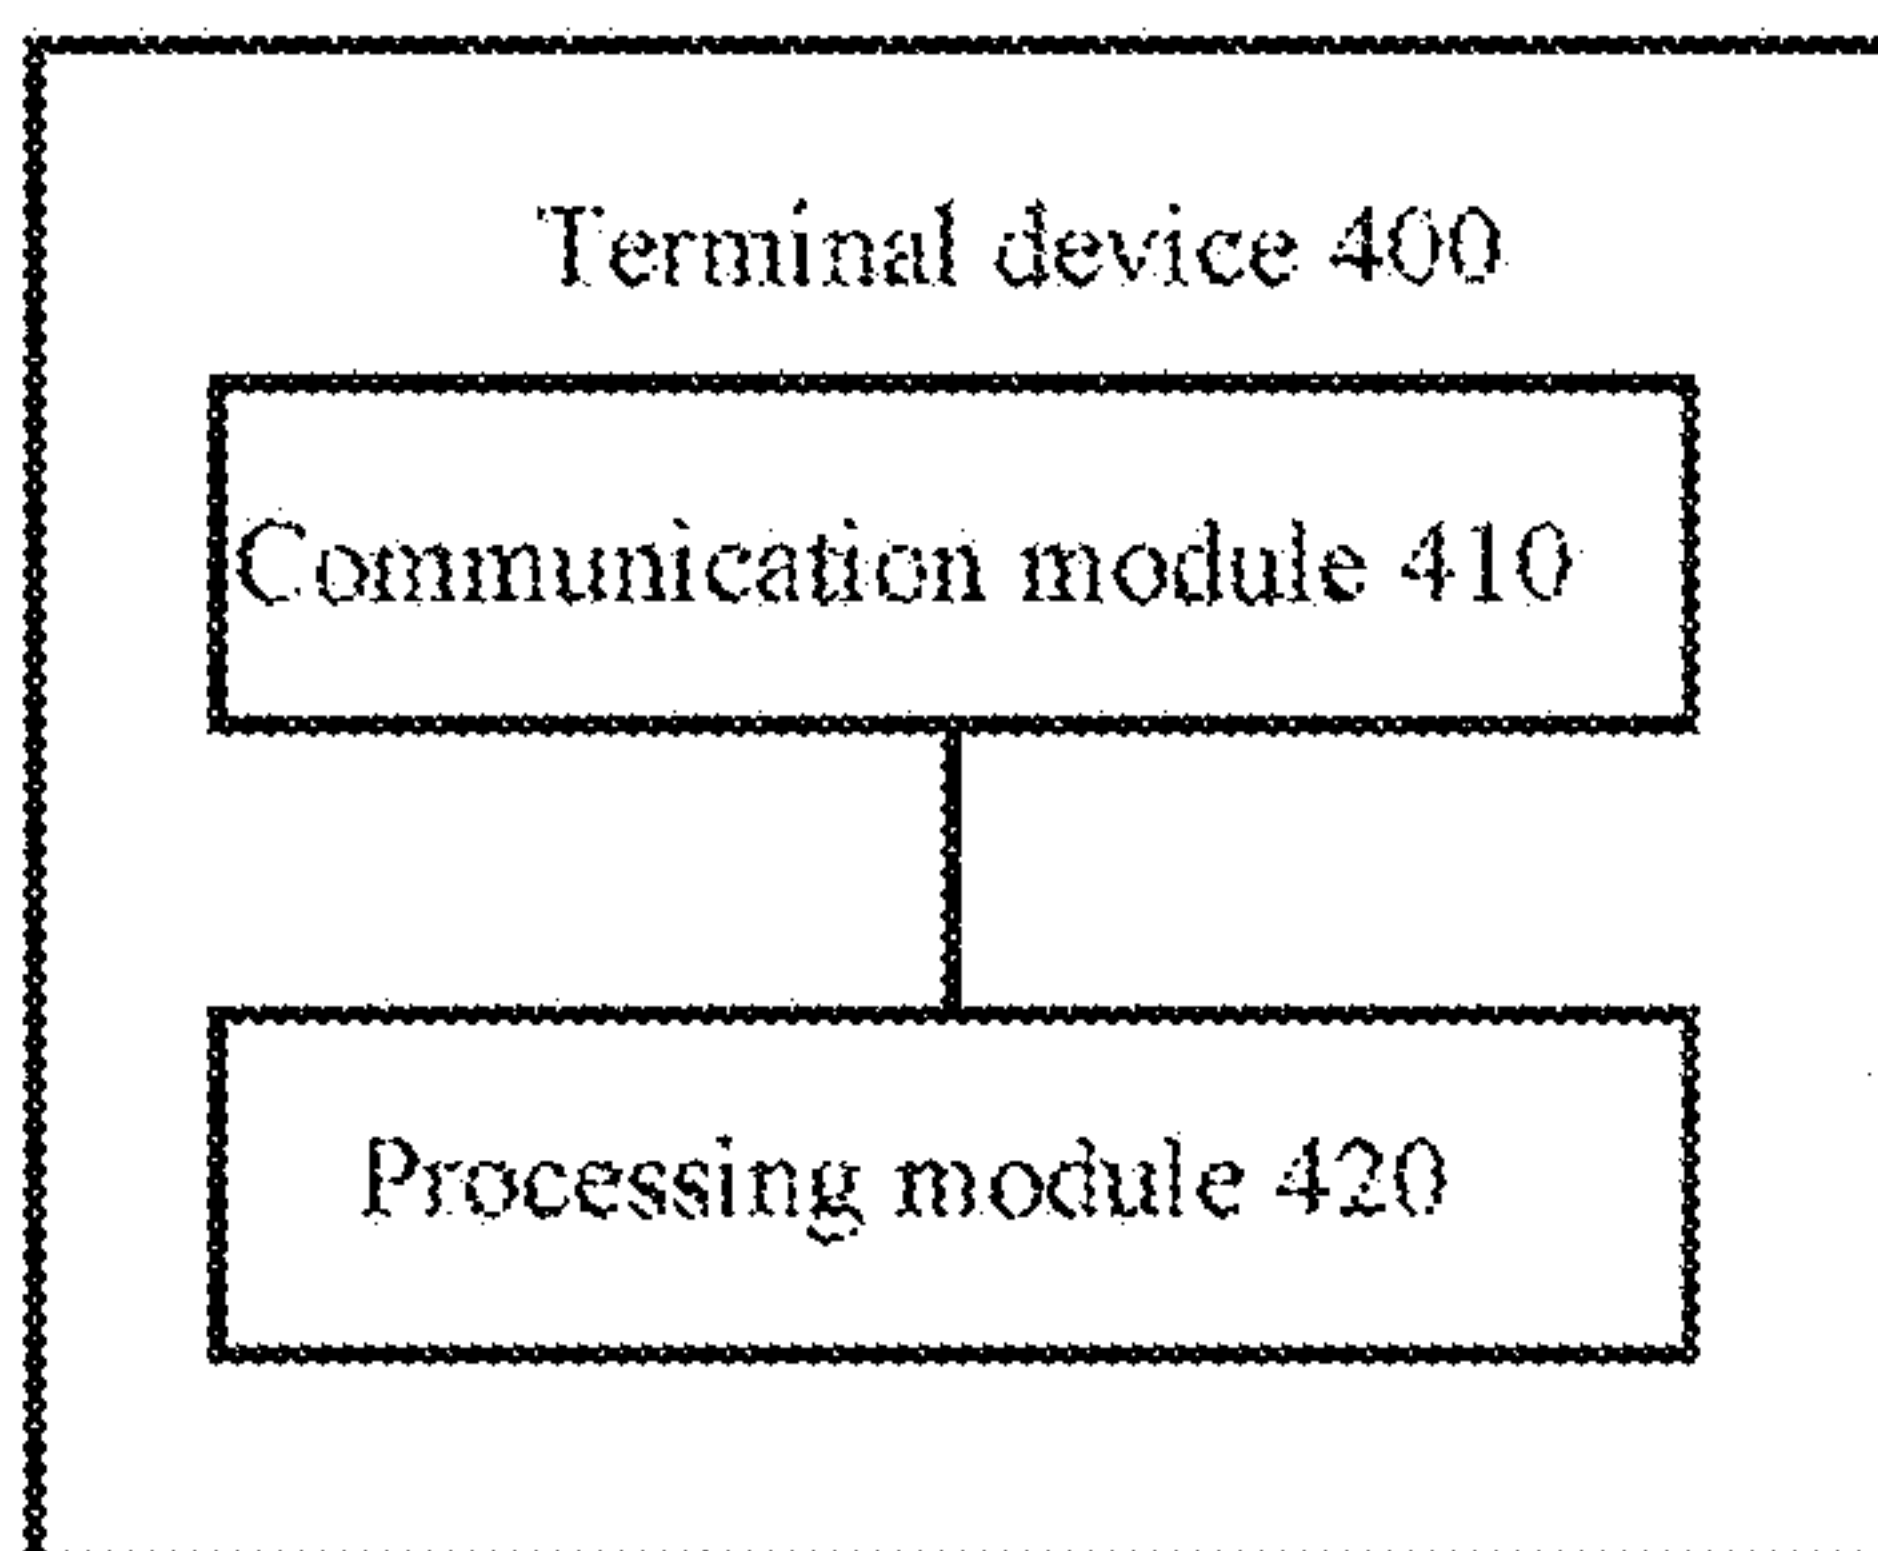 Terminal device 400
Communication module 410
Processing module 420